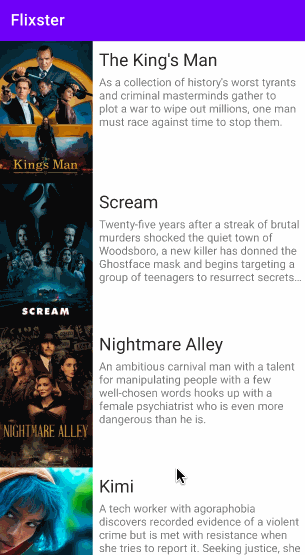 Flixster
The King's Man
As a collection of history's worst tyrants
and criminal masterminds gather to
plot a war to wipe out millions, one man
must race against time to stop them.
King's Man
Scream
Twenty-five years after a streak of brutal
murders shocked the quiet town of
Woodsboro, a new killer has donned the
Ghostface mask and begins targeting a
group of teenagers to resurrect secrets…
SCREAM
Nightmare Alley
An ambitious carnival man with a talent
for manipulating people with a few
well-chosen words hooks up with a
female psychiatrist who is even more
dangerous than he is.
NIGHTMARE ALLEY
Kimi
A tech worker with agoraphobia
discovers recorded evidence of a violent
crime but is met with resistance when
she tries to report it. Seeking justice, she